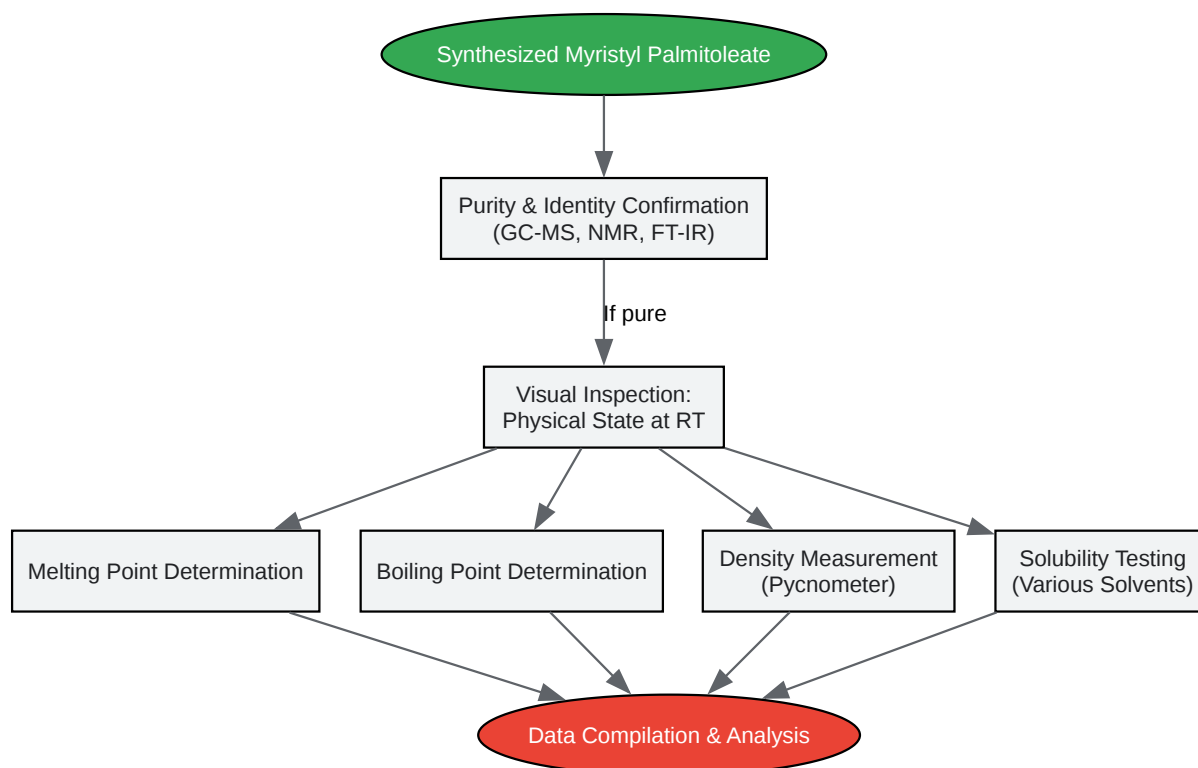 Synthesized Myristyl Palmitoleate
Purity & Identity Confirmation
(GC-MS, NMR, FT-IR)
If pure
Visual Inspection:
Physical State at RT
Melting Point Determination
Boiling Point Determination
Density Measurement
(Pycnometer)
Solubility Testing
(Various Solvents)
Data Compilation & Analysis